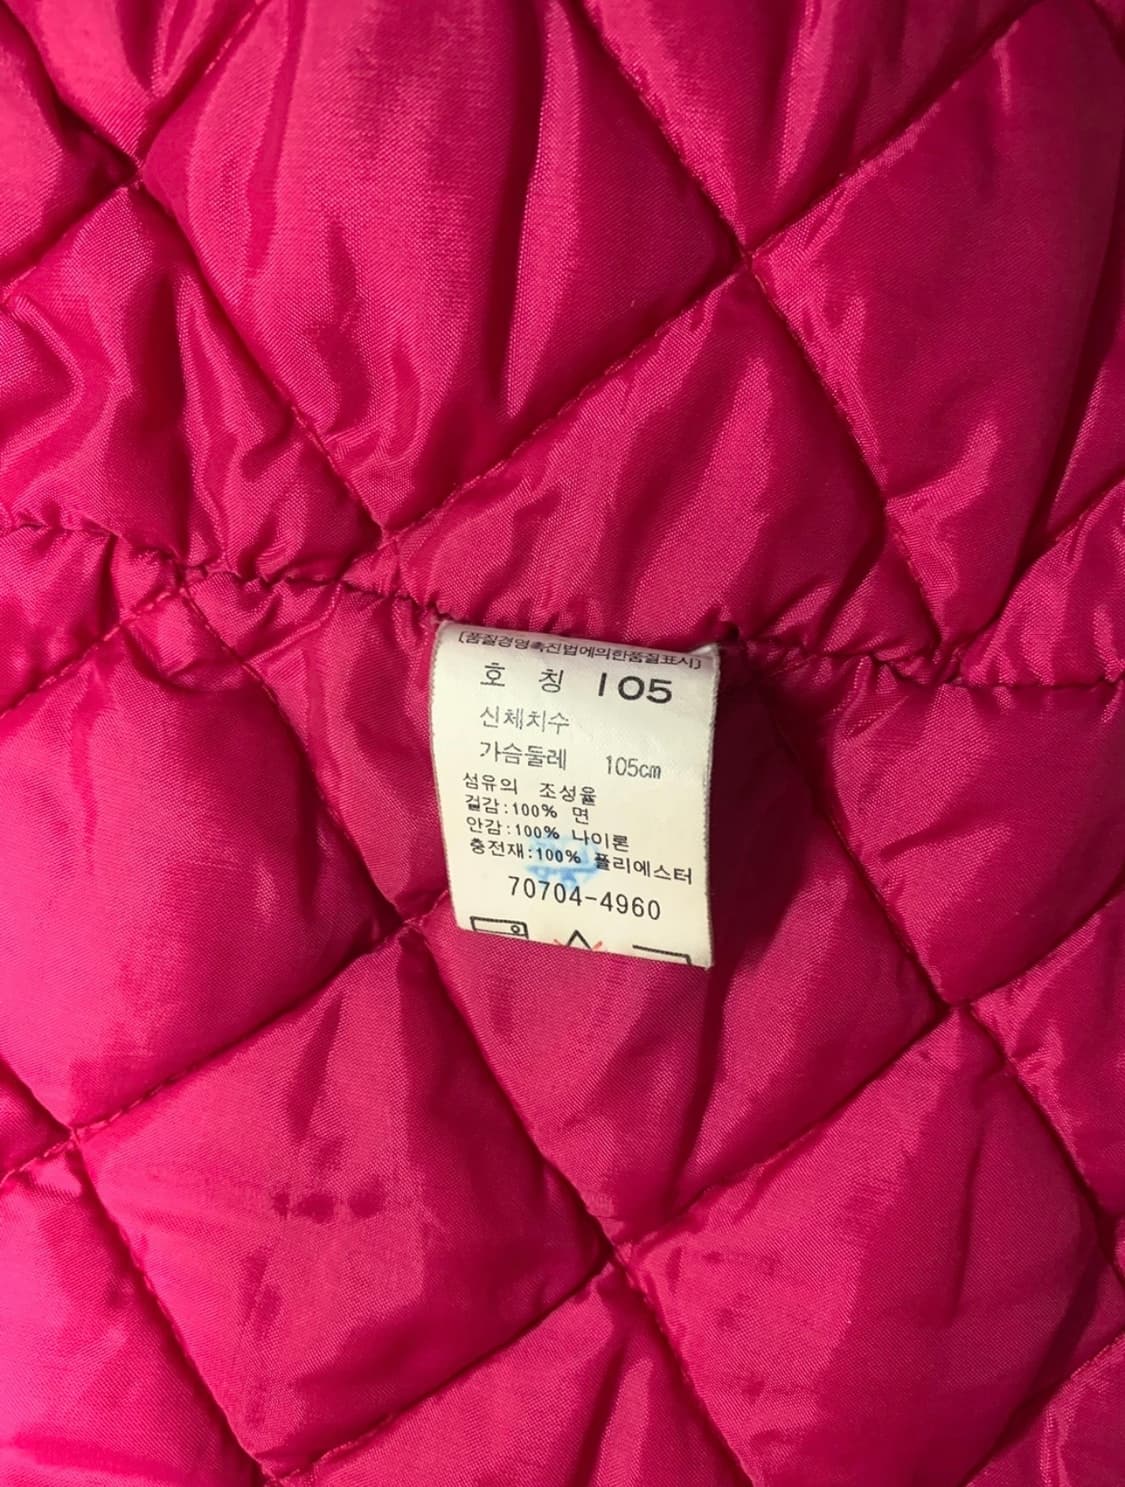 [품질경영촉진법에의한품질표시]
호 칭 105
신체치수
가슴둘레 105cm
섬유의 조성율
겉감:100% 면
안감:100% 나이론
충전재:100% 폴리에스터
70704-4960